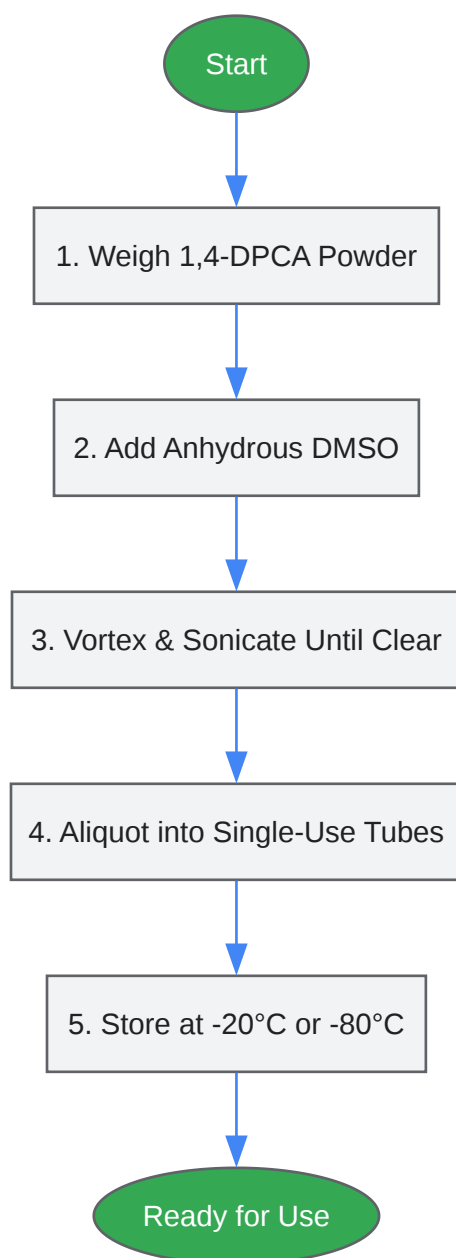 Start
1. Weigh 1,4-DPCA Powder
2. Add Anhydrous DMSO
3. Vortex & Sonicate Until Clear
4. Aliquot into Single-Use Tubes
5. Store at -20°C or -80°C
Ready for Use